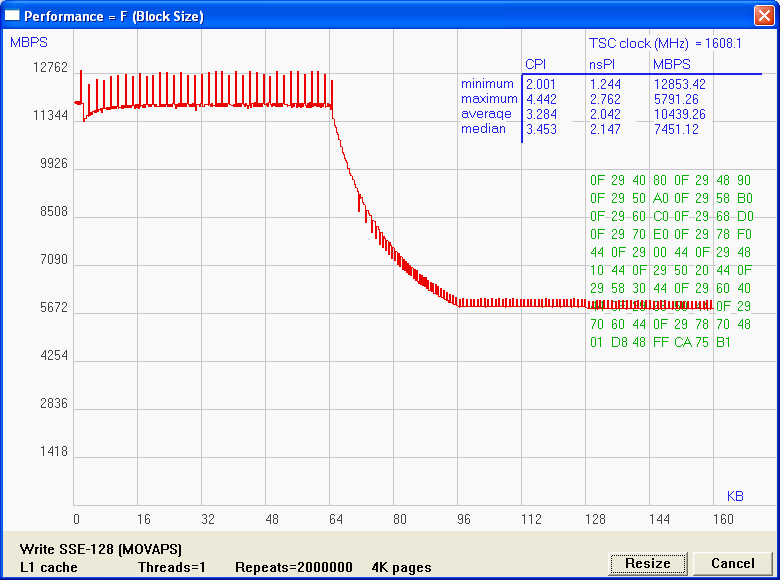 Performance = F (Block Size)
MBPS
TSC clock (MHz) = 1608.1
CPI nsPI MBPS
minimum 2.001 1.244 12853.42
maximum 4.442 2.762 5791.26
average 3.284 2.042 10439.26
median 3.453 2.147 7451.12
12762
11344
9926
8508
7090
5672
4254
2836
1418
0F 29 40 80 0F 29 48 90
0F 29 50 A0 0F 29 58 B0
0F 29 60 C0 0F 29 68 D0
0F 29 70 E0 0F 29 78 F0
44 0F 29 00 44 0F 29 48
10 44 0F 29 50 20 44 0F
29 58 30 44 0F 29 60 40
0F 29
70 60 44 0F 29 78 70 48
01 D8 48 FF CA 75 B1
KB
0 16 32 48 64 80 96 112 128 144 160
Write SSE-128 (MOVAPS)
L1 cache Threads=1 Repeats=2000000 4K pages
Resize Cancel